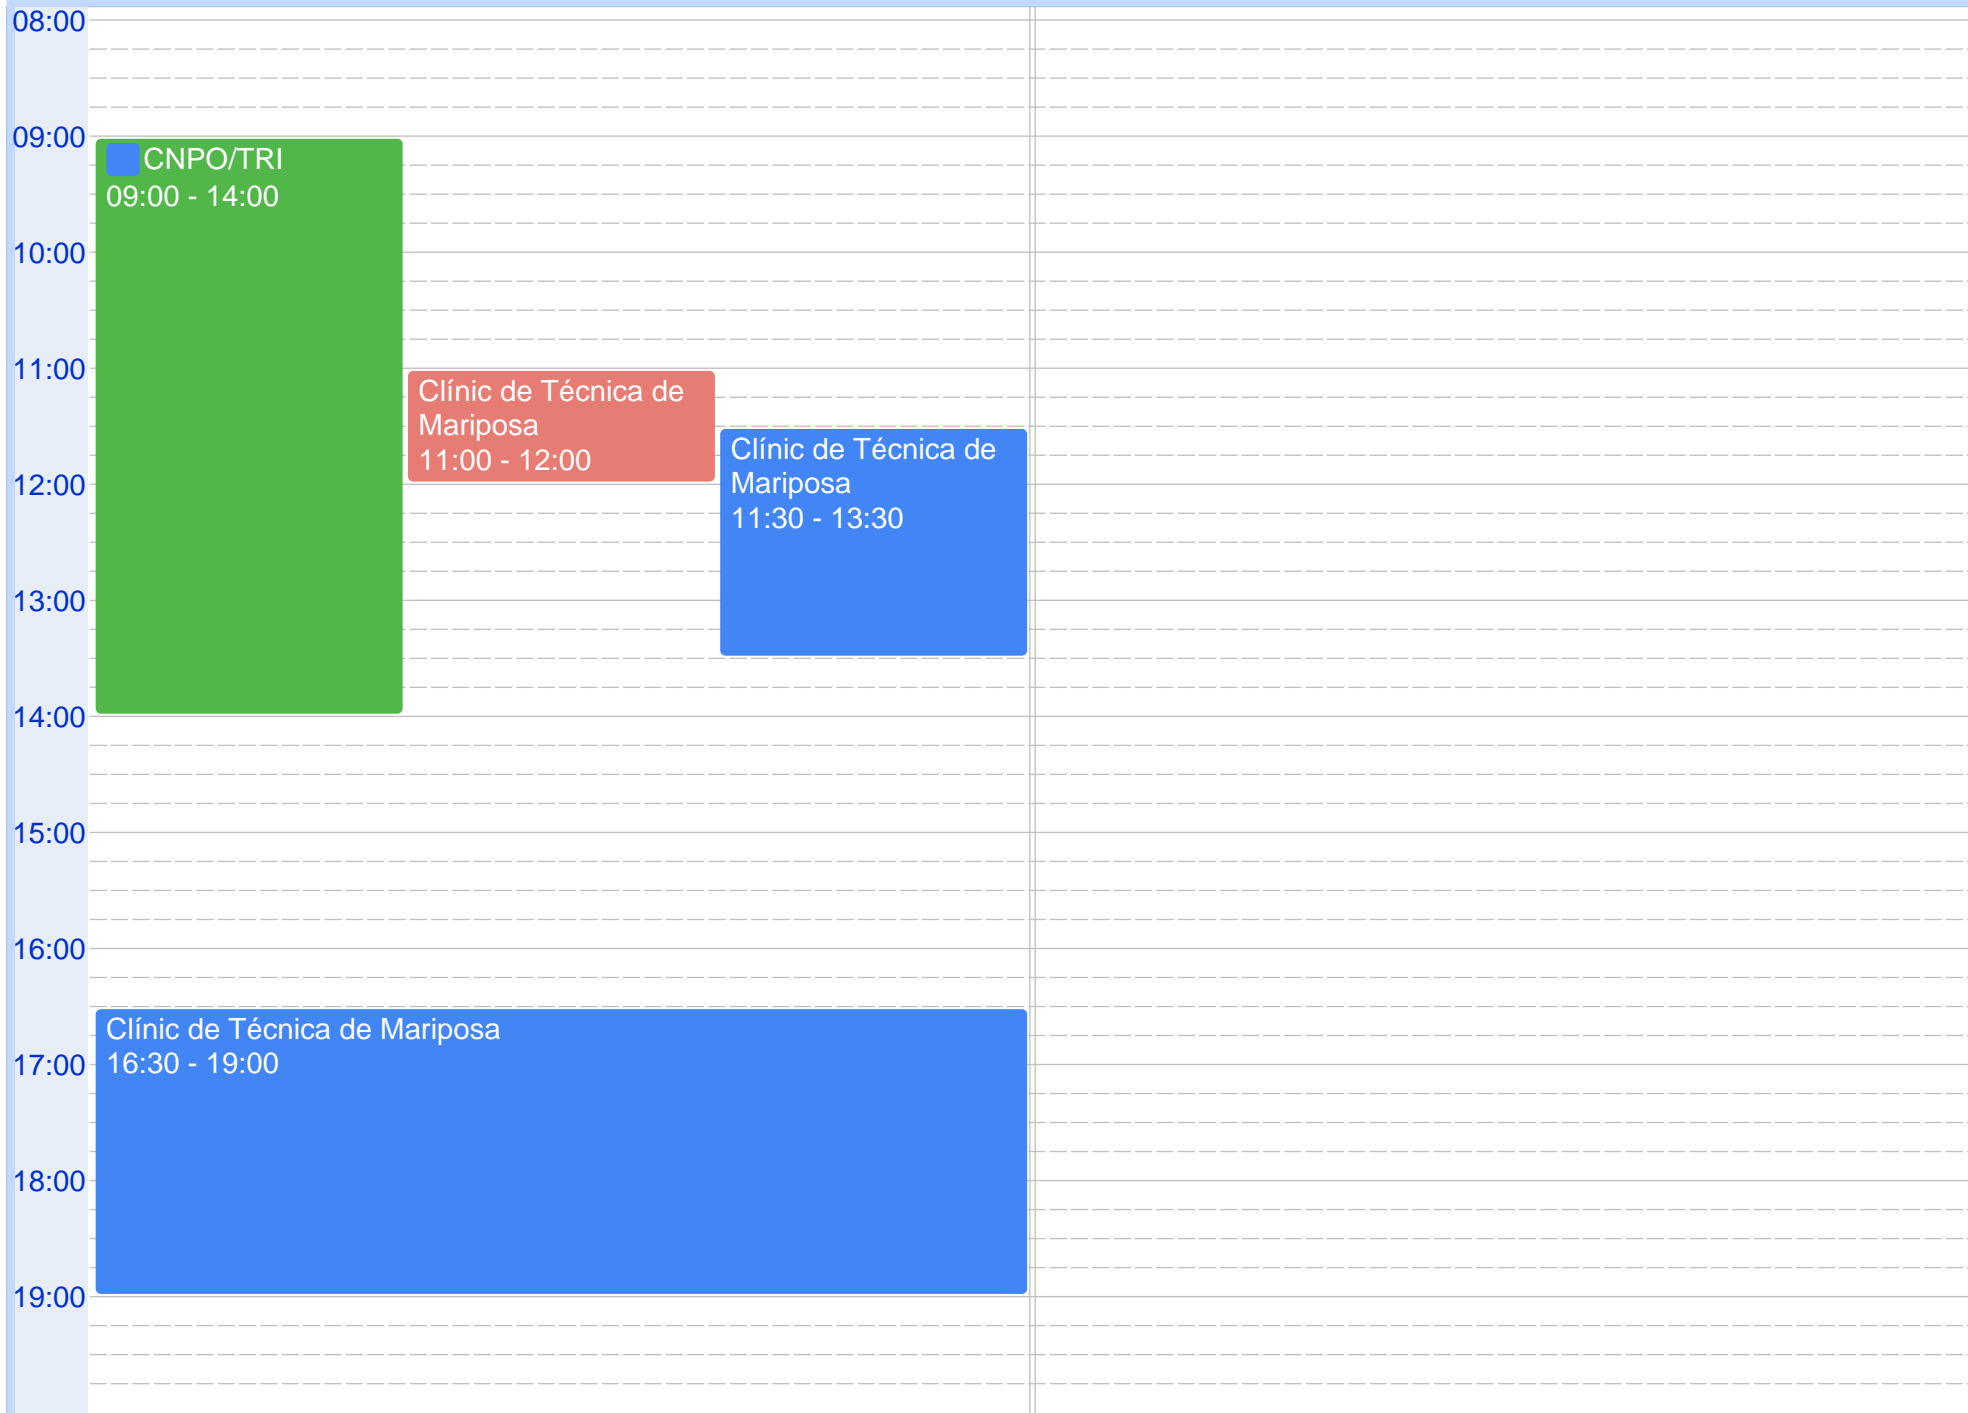 08:00
09:00
CNPO/TRI
09:00 - 14:00
10:00
11:00
Clínic de Técnica de
Mariposa
11:00 - 12:00
Clínic de Técnica de
Mariposa
11:30 - 13:30
12:00
13:00
14:00
15:00
16:00
Clínic de Técnica de Mariposa
16:30 - 19:00
17:00
18:00
19:00